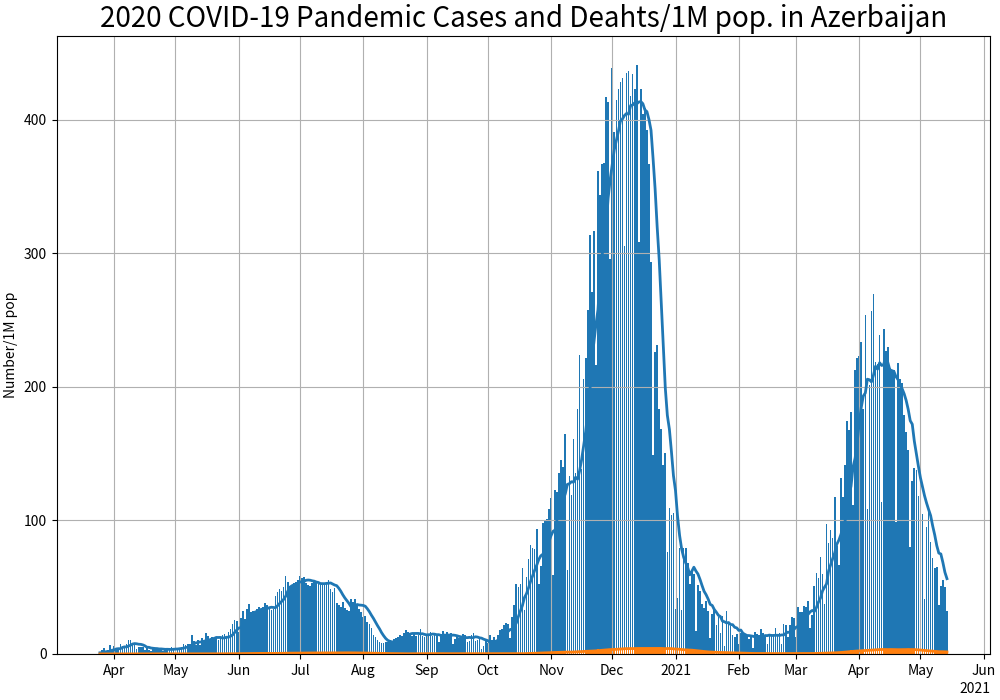 2020 COVID-19 Pandemic Cases and Deahts/1M pop. in Azerbaijan
Number/1M pop
400
300
200
100
0
Apr May Jun Jul Aug Sep Oct Nov Dec 2021 Feb Mar Apr May Jun
2021